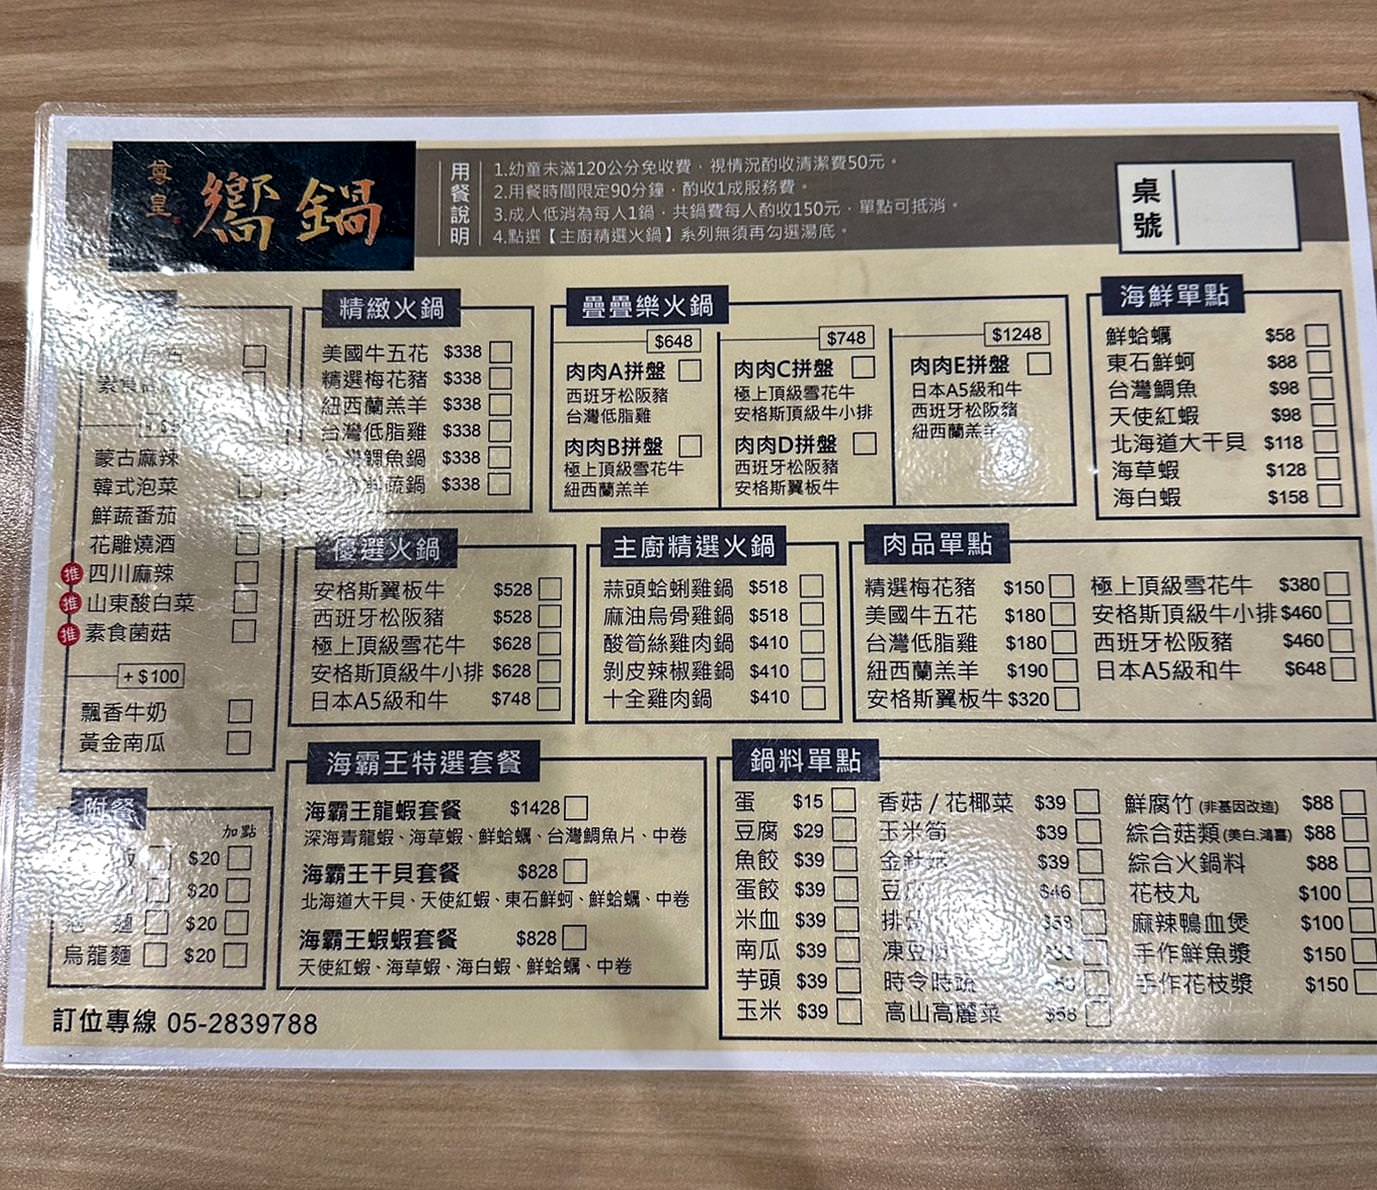 尊皇
嚮鍋
用餐說明
1.幼童未滿120公分免收費，視情況酌收清潔費50元。
2.用餐時間限定90分鐘，酌收1成服務費。
3.成人低消為每人1鍋，共鍋費每人酌收150元，單點可抵消。
4.點選【主廚精選火鍋】系列無須再勾選湯底。
桌號
素食
蒙古麻辣
韓式泡菜
鮮蔬番茄
花雕燒酒
推 四川麻辣
推 山東酸白菜
推 素食菌菇
+$100
飄香牛奶
黃金南瓜
附餐
加點
飯 $20
$20
麵 $20
烏龍麵 $20
精緻火鍋
美國牛五花 $338
精選梅花豬 $338
紐西蘭羔羊 $338
台灣低脂雞 $338
台灣鯛魚鍋 $338
蔬鍋 $338
疊疊樂火鍋
$648
肉肉A拼盤
西班牙松阪豬
台灣低脂雞
肉肉B拼盤
極上頂級雪花牛
紐西蘭羔羊
$748
肉肉C拼盤
極上頂級雪花牛
安格斯頂級牛小排
肉肉D拼盤
西班牙松阪豬
安格斯翼板牛
$1248
肉肉E拼盤
日本A5級和牛
西班牙松阪豬
紐西蘭羔羊
海鮮單點
鮮蛤蠣 $58
東石鮮蚵 $88
台灣鯛魚 $98
天使紅蝦 $98
北海道大干貝 $118
海草蝦 $128
海白蝦 $158
優選火鍋
安格斯翼板牛 $528
西班牙松阪豬 $528
極上頂級雪花牛 $628
安格斯頂級牛小排 $628
日本A5級和牛 $748
主廚精選火鍋
蒜頭蛤蜊雞鍋 $518
麻油烏骨雞鍋 $518
酸筍絲雞肉鍋 $410
剝皮辣椒雞鍋 $410
十全雞肉鍋 $410
肉品單點
精選梅花豬 $150
美國牛五花 $180
台灣低脂雞 $180
紐西蘭羔羊 $190
安格斯翼板牛 $320
極上頂級雪花牛 $380
安格斯頂級牛小排 $460
西班牙松阪豬 $460
日本A5級和牛 $648
海霸王特選套餐
海霸王龍蝦套餐 $1428
深海青龍蝦、海草蝦、鮮蛤蠣、台灣鯛魚片、中卷
海霸王干貝套餐 $828
北海道大干貝、天使紅蝦、東石鮮蚵、鮮蛤蠣、中卷
海霸王蝦蝦套餐 $828
天使紅蝦、海草蝦、海白蝦、鮮蛤蠣、中卷
鍋料單點
蛋 $15
豆腐 $29
魚餃 $39
蛋餃 $39
米血 $39
南瓜 $39
芋頭 $39
玉米 $39
香菇 / 花椰菜 $39
玉米筍 $39
金針菇 $39
豆 $46
排骨
凍豆腐
時令時蔬
高山高麗菜 $58
鮮腐竹(非基因改造) $88
綜合菇類(美白.鴻喜) $88
綜合火鍋料 $88
花枝丸 $100
麻辣鴨血煲 $100
手作鮮魚漿 $150
手作花枝漿 $150
訂位專線 05-2839788